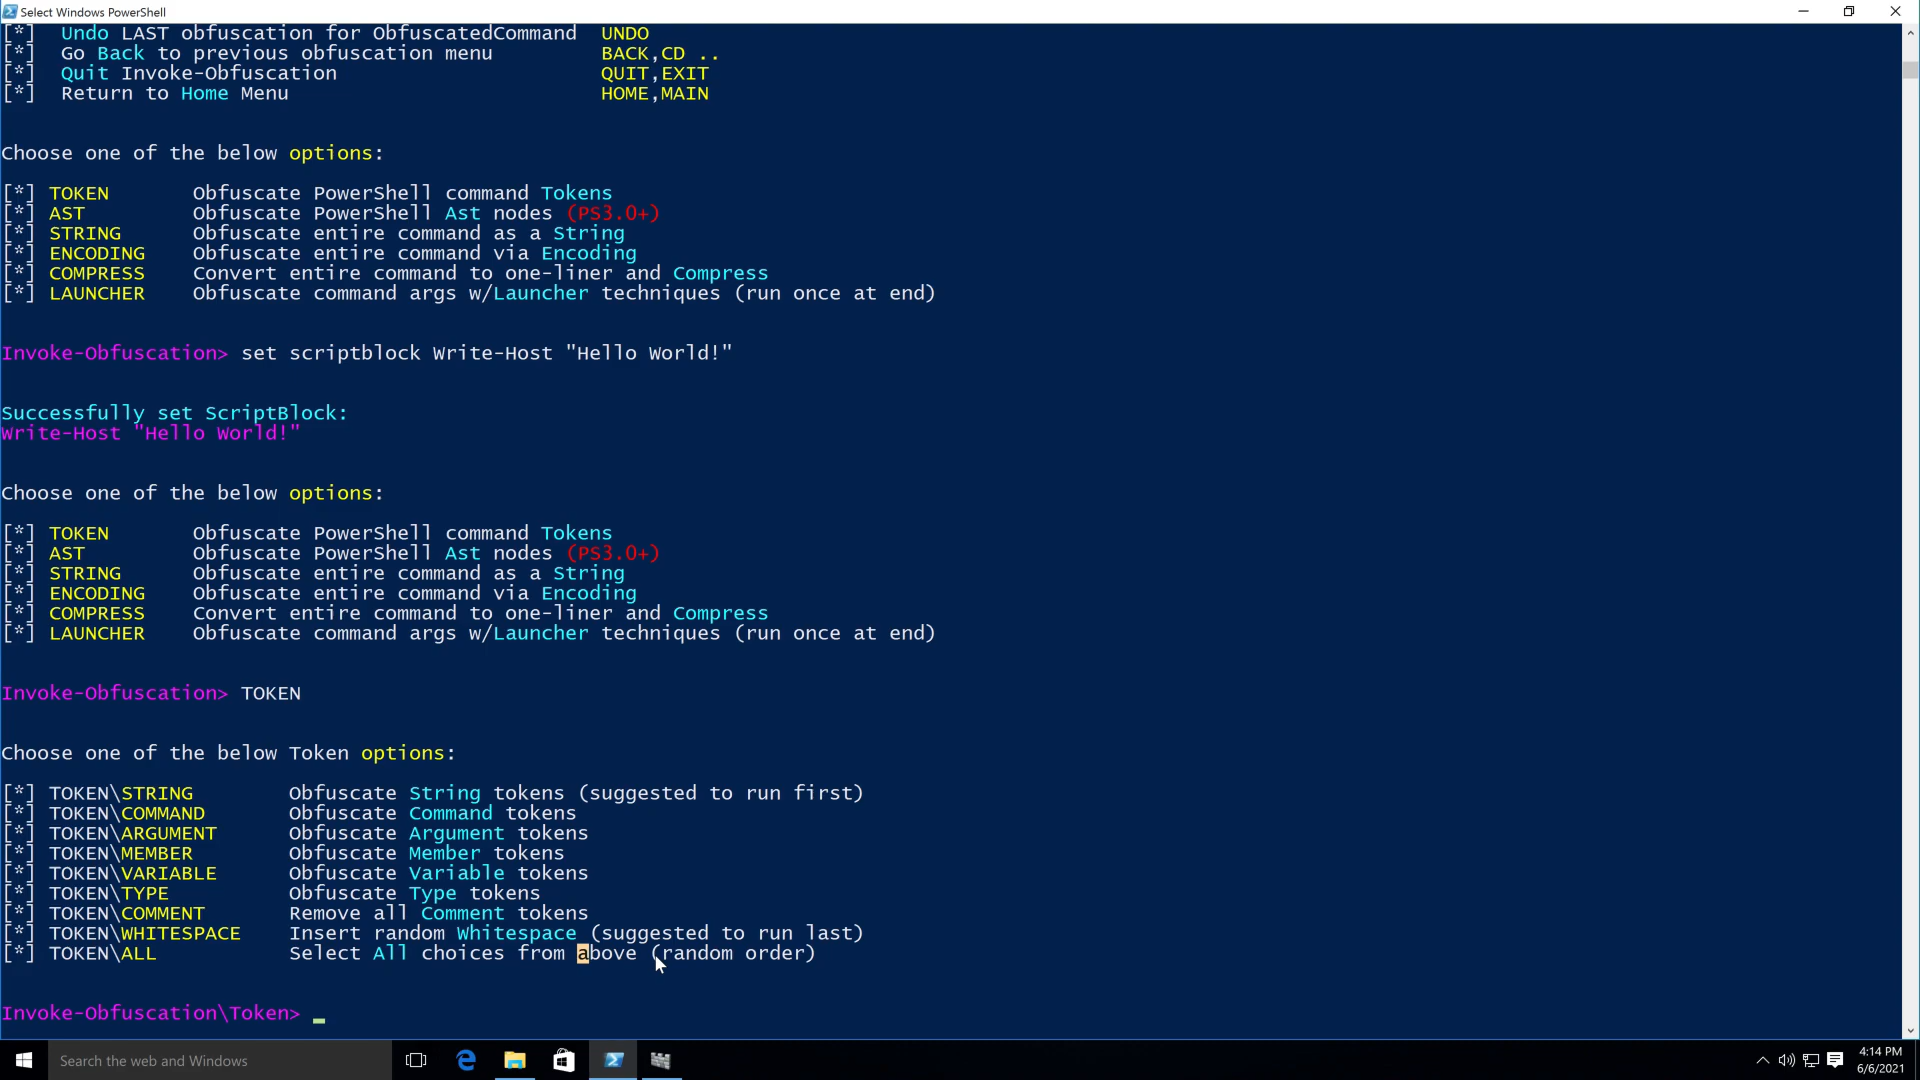 Select Windows PowerShell
[*]  Undo LAST obfuscation for ObfuscatedCommand  UNDO
[*]  Go Back to previous obfuscation menu         BACK,CD ..
[*]  Quit Invoke-Obfuscation                      QUIT,EXIT
[*]  Return to Home Menu                          HOME,MAIN
Choose one of the below options:
[*] TOKEN       Obfuscate PowerShell command Tokens
[*] AST         Obfuscate PowerShell Ast nodes (PS3.0+)
[*] STRING      Obfuscate entire command as a String
[*] ENCODING    Obfuscate entire command via Encoding
[*] COMPRESS    Convert entire command to one-liner and Compress
[*] LAUNCHER    Obfuscate command args w/Launcher techniques (run once at end)
Invoke-Obfuscation> set scriptblock Write-Host "Hello World!"
Successfully set ScriptBlock:
Write-Host "Hello World!"
Choose one of the below options:
[*] TOKEN       Obfuscate PowerShell command Tokens
[*] AST         Obfuscate PowerShell Ast nodes (PS3.0+)
[*] STRING      Obfuscate entire command as a String
[*] ENCODING    Obfuscate entire command via Encoding
[*] COMPRESS    Convert entire command to one-liner and Compress
[*] LAUNCHER    Obfuscate command args w/Launcher techniques (run once at end)
Invoke-Obfuscation> TOKEN
Choose one of the below Token options:
[*] TOKEN\STRING        Obfuscate String tokens (suggested to run first)
[*] TOKEN\COMMAND       Obfuscate Command tokens
[*] TOKEN\ARGUMENT      Obfuscate Argument tokens
[*] TOKEN\MEMBER        Obfuscate Member tokens
[*] TOKEN\VARIABLE      Obfuscate Variable tokens
[*] TOKEN\TYPE          Obfuscate Type tokens
[*] TOKEN\COMMENT       Remove all Comment tokens
[*] TOKEN\WHITESPACE    Insert random Whitespace (suggested to run last)
[*] TOKEN\ALL           Select All choices from above (random order)
Invoke-Obfuscation\Token> _
Search the web and Windows
4:14 PM
6/6/2021